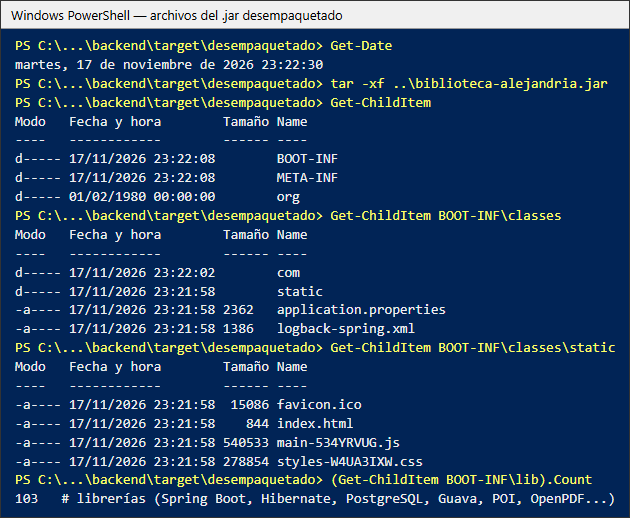 Windows PowerShell — archivos del .jar desempaquetado
PS C:\...\backend\target\desempaquetado> Get-Date
martes, 17 de noviembre de 2026 23:22:30
PS C:\...\backend\target\desempaquetado> tar -xf ..\biblioteca-alejandria.jar
PS C:\...\backend\target\desempaquetado> Get-ChildItem
Modo   Fecha y hora        Tamaño Name
----   ------------        ------ ----
d----- 17/11/2026 23:22:08        BOOT-INF
d----- 17/11/2026 23:22:08        META-INF
d----- 01/02/1980 00:00:00        org
PS C:\...\backend\target\desempaquetado> Get-ChildItem BOOT-INF\classes
Modo   Fecha y hora        Tamaño Name
----   ------------        ------ ----
d----- 17/11/2026 23:22:02        com
d----- 17/11/2026 23:21:58        static
-a---- 17/11/2026 23:21:58 2362   application.properties
-a---- 17/11/2026 23:21:58 1386   logback-spring.xml
PS C:\...\backend\target\desempaquetado> Get-ChildItem BOOT-INF\classes\static
Modo   Fecha y hora        Tamaño Name
----   ------------        ------ ----
-a---- 17/11/2026 23:21:58  15086 favicon.ico
-a---- 17/11/2026 23:21:58    844 index.html
-a---- 17/11/2026 23:21:58 540533 main-534YRVUG.js
-a---- 17/11/2026 23:21:58 278854 styles-W4UA3IXW.css
PS C:\...\backend\target\desempaquetado> (Get-ChildItem BOOT-INF\lib).Count
103   # librerías (Spring Boot, Hibernate, PostgreSQL, Guava, POI, OpenPDF...)